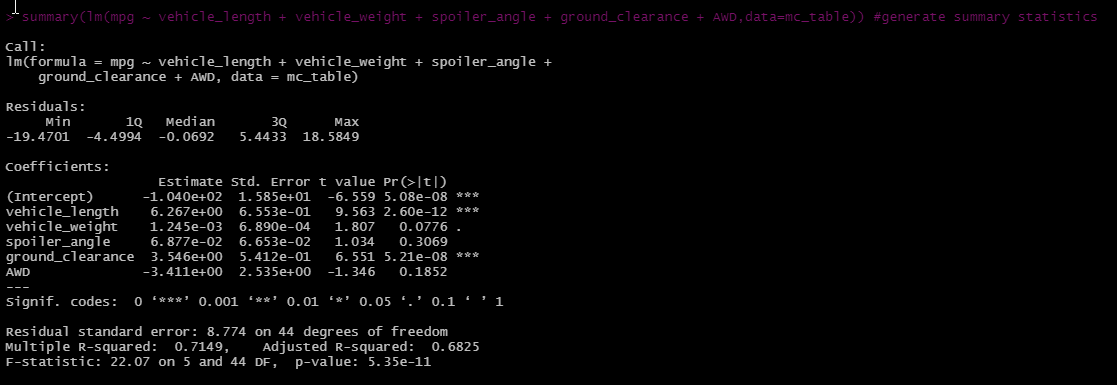 > summary(lm(mpg ~ vehicle_length + vehicle_weight + spoiler_angle + ground_clearance + AWD,data=mc_table)) #generate summary statistics
Call:
lm(formula = mpg ~ vehicle_length + vehicle_weight + spoiler_angle +
    ground_clearance + AWD, data = mc_table)
Residuals:
     Min       1Q   Median       3Q      Max
-19.4701  -4.4994  -0.0692   5.4433  18.5849
Coefficients:
                   Estimate Std. Error t value Pr(>|t|)
(Intercept)      -1.040e+02  1.585e+01  -6.559 5.08e-08 ***
vehicle_length    6.267e+00  6.553e-01   9.563 2.60e-12 ***
vehicle_weight    1.245e-03  6.890e-04   1.807   0.0776 .
spoiler_angle     6.877e-02  6.653e-02   1.034   0.3069
ground_clearance  3.546e+00  5.412e-01   6.551 5.21e-08 ***
AWD              -3.411e+00  2.535e+00  -1.346   0.1852
---
Signif. codes:  0 ‘***’ 0.001 ‘**’ 0.01 ‘*’ 0.05 ‘.’ 0.1 ‘ ’ 1
Residual standard error: 8.774 on 44 degrees of freedom
Multiple R-squared:  0.7149,    Adjusted R-squared:  0.6825
F-statistic: 22.07 on 5 and 44 DF,  p-value: 5.35e-11